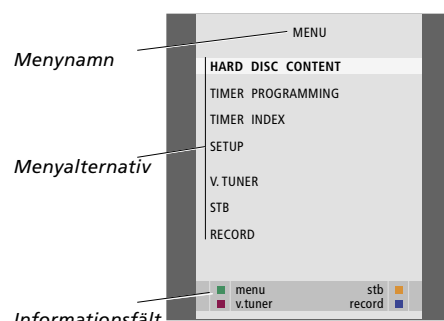 MENU
Menynamn
HARD DISC CONTENT
TIMER PROGRAMMING
TIMER INDEX
SETUP
Menyalternativ
V.TUNER
STB
RECORD
menu stb
v.tuner record
Informationsfält